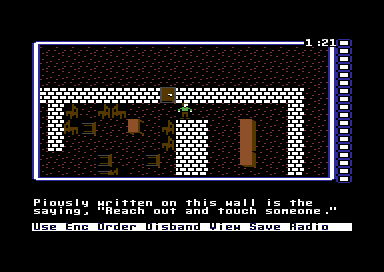 1:21
Piously written on this wall is the
saying, "Reach out and touch someone."
Use Enc Order Disband View Save Radio